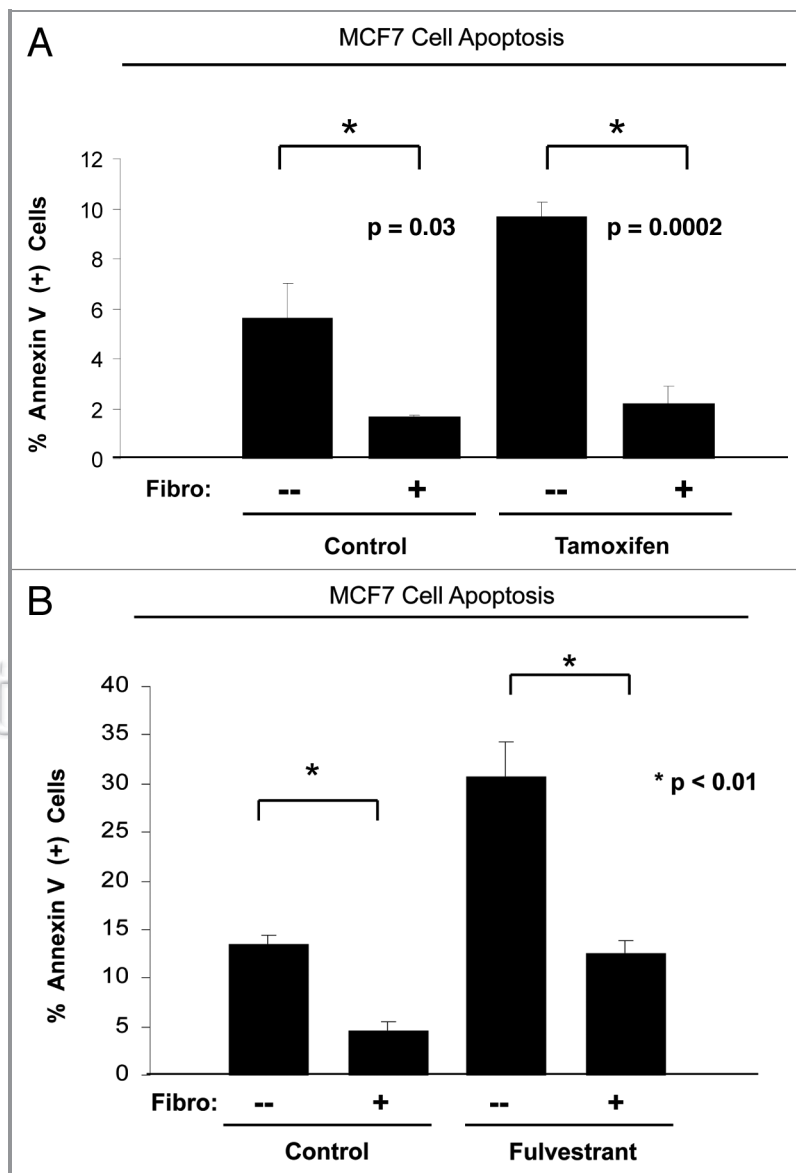 A
MCF7 Cell Apoptosis
*
*
12
10
8
6
4
2
0
% Annexin V (+) Cells
p = 0.03
p = 0.0002
Fibro: -- + -- +
Control Tamoxifen
B
MCF7 Cell Apoptosis
*
*
40
35
30
25
20
15
10
5
0
% Annexin V (+) Cells
* p < 0.01
Fibro: -- + -- +
Control Fulvestrant